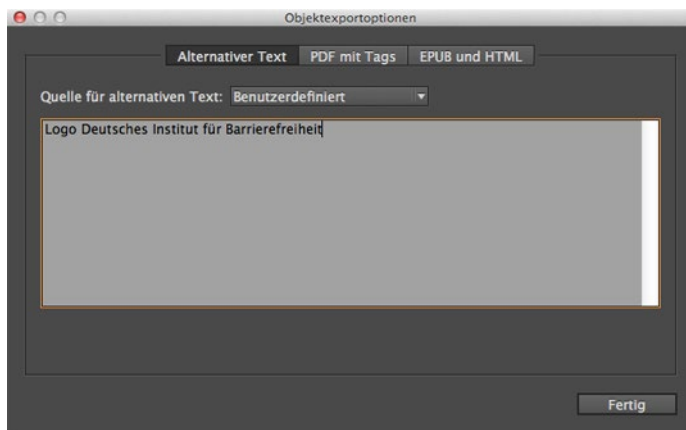 Objektexportoptionen
Alternativer Text PDF mit Tags EPUB und HTML
Quelle für alternativen Text: Benutzerdefiniert
Logo Deutsches Institut für Barrierefreiheit
Fertig